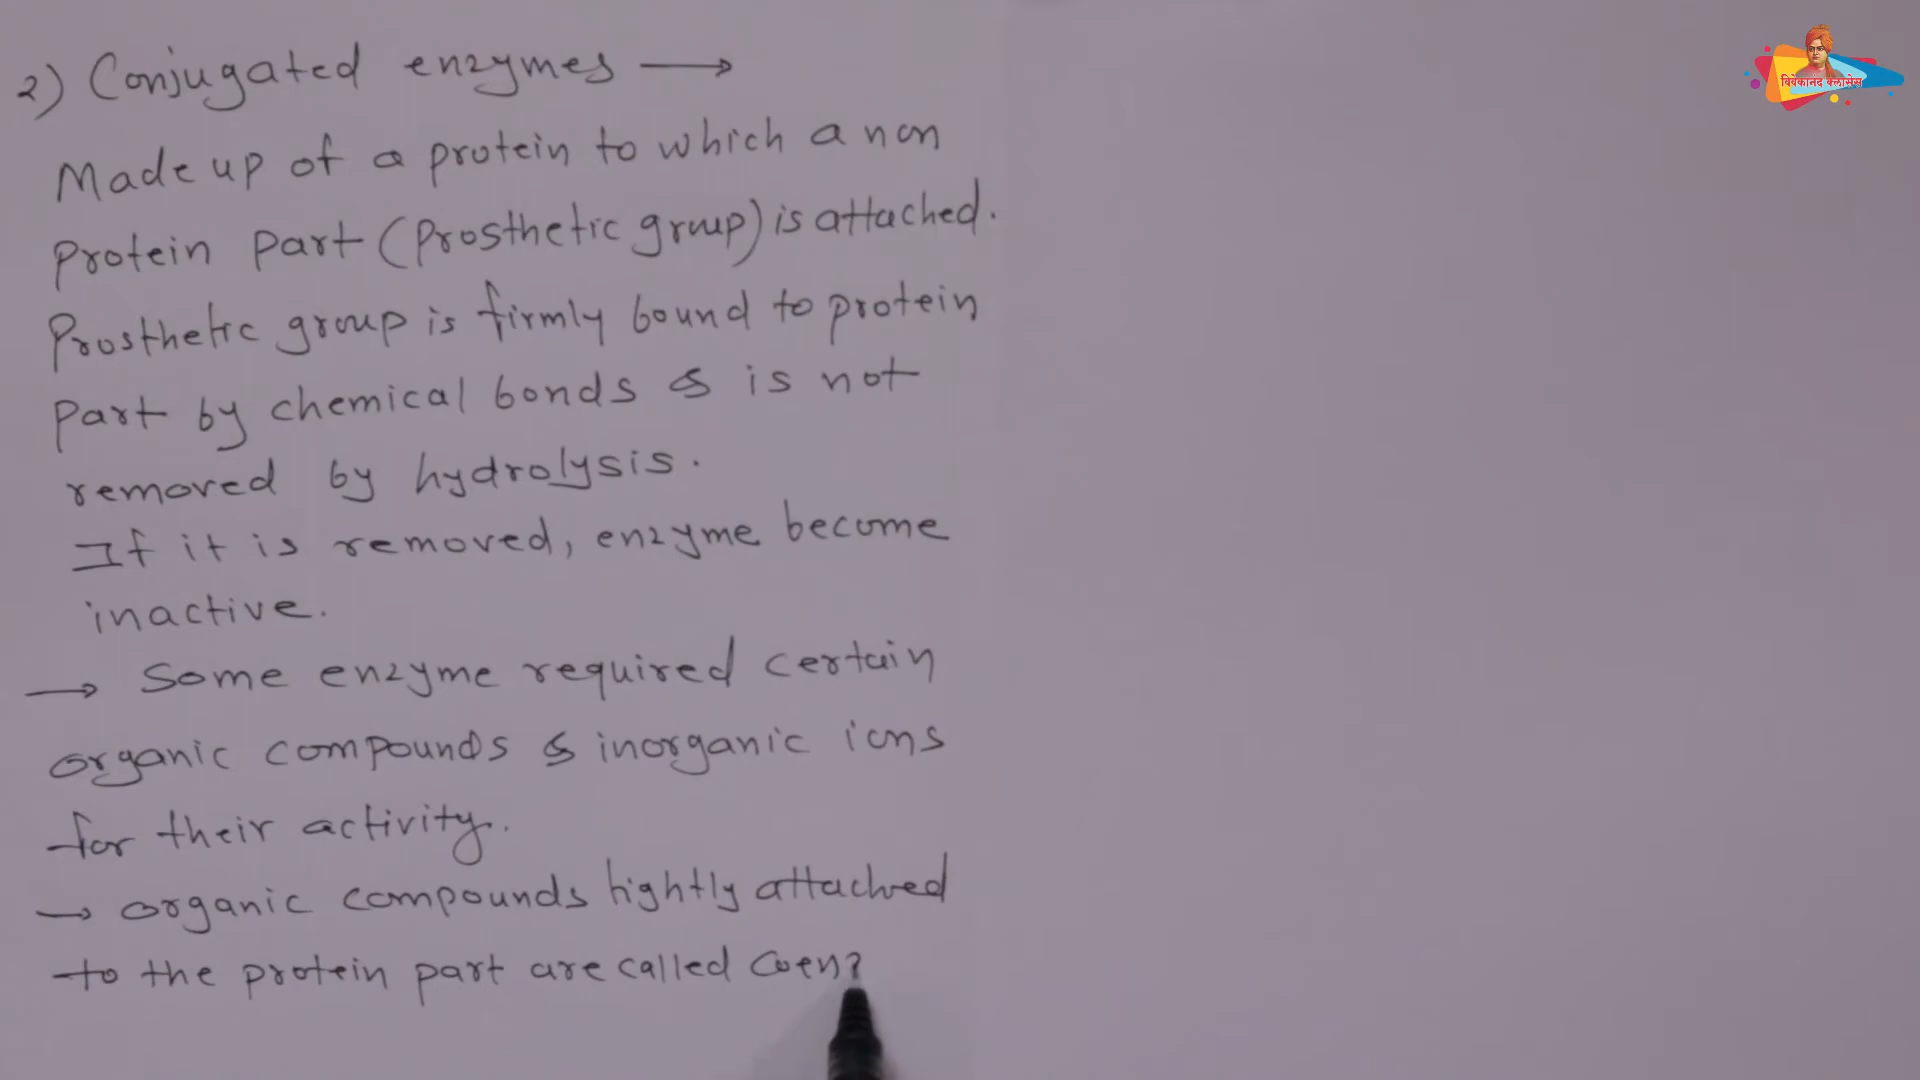 2) Conjugated enzymes →
Made up of a protein to which a non
protein part (Prosthetic group) is attached.
Prosthetic group is firmly bound to protein
part by chemical bonds & is not
removed by hydrolysis.
If it is removed, enzyme become
inactive.
→ Some enzyme required certain
organic compounds & inorganic ions
for their activity.
→ organic compounds tightly attached
to the protein part are called Coenz
विवेकानंद क्लासेस